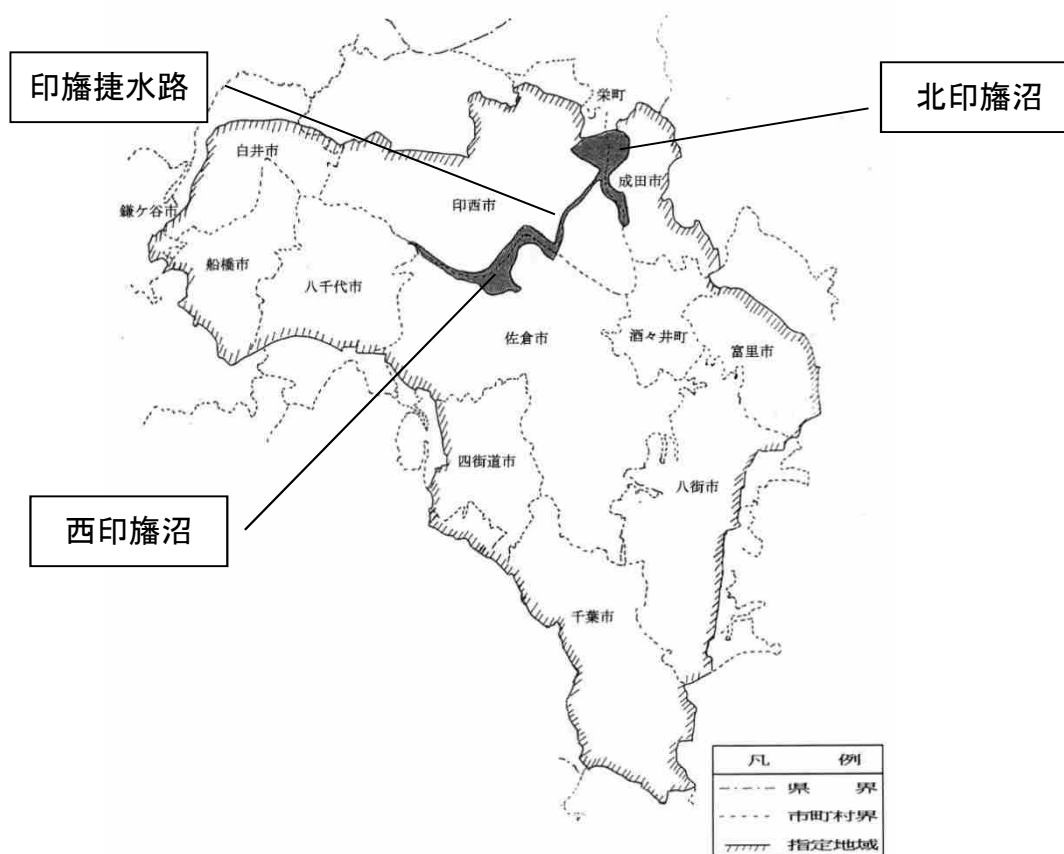 印旛捷水路
北印旛沼
栄町
白井市
成田市
印西市
鎌ケ谷市
船橋市
八千代市
佐倉市
酒々井町
富里市
四街道市
八街市
西印旛沼
千葉市
凡 例
県 界
市町村界
指定地域